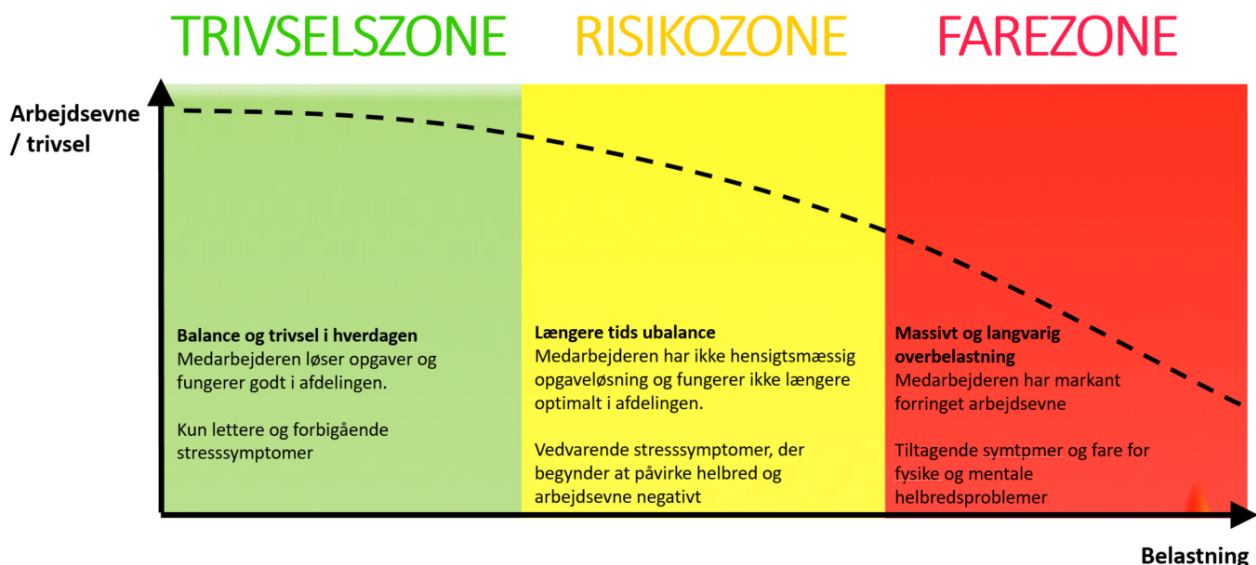 TRIVSELSZONE
RISIKOZONE
FAREZONE
Arbejdsevne
/ trivsel
Balance og trivsel i hverdagen
Medarbejderen løser opgaver og
fungerer godt i afdelingen.
Kun lettere og forbigående
stresssymptomer
Længere tids ubalance
Medarbejderen har ikke hensigtsmæssig
opgaveløsning og fungerer ikke længere
optimalt i afdelingen.
Vedvarende stresssymptomer, der
begynder at påvirke helbred og
arbejdsevne negativt
Massivt og langvarig
overbelastning
Medarbejderen har markant
forringet arbejdsevne
Tiltagende symtpmer og fare for
fysike og mentale
helbredsproblemer
Belastning